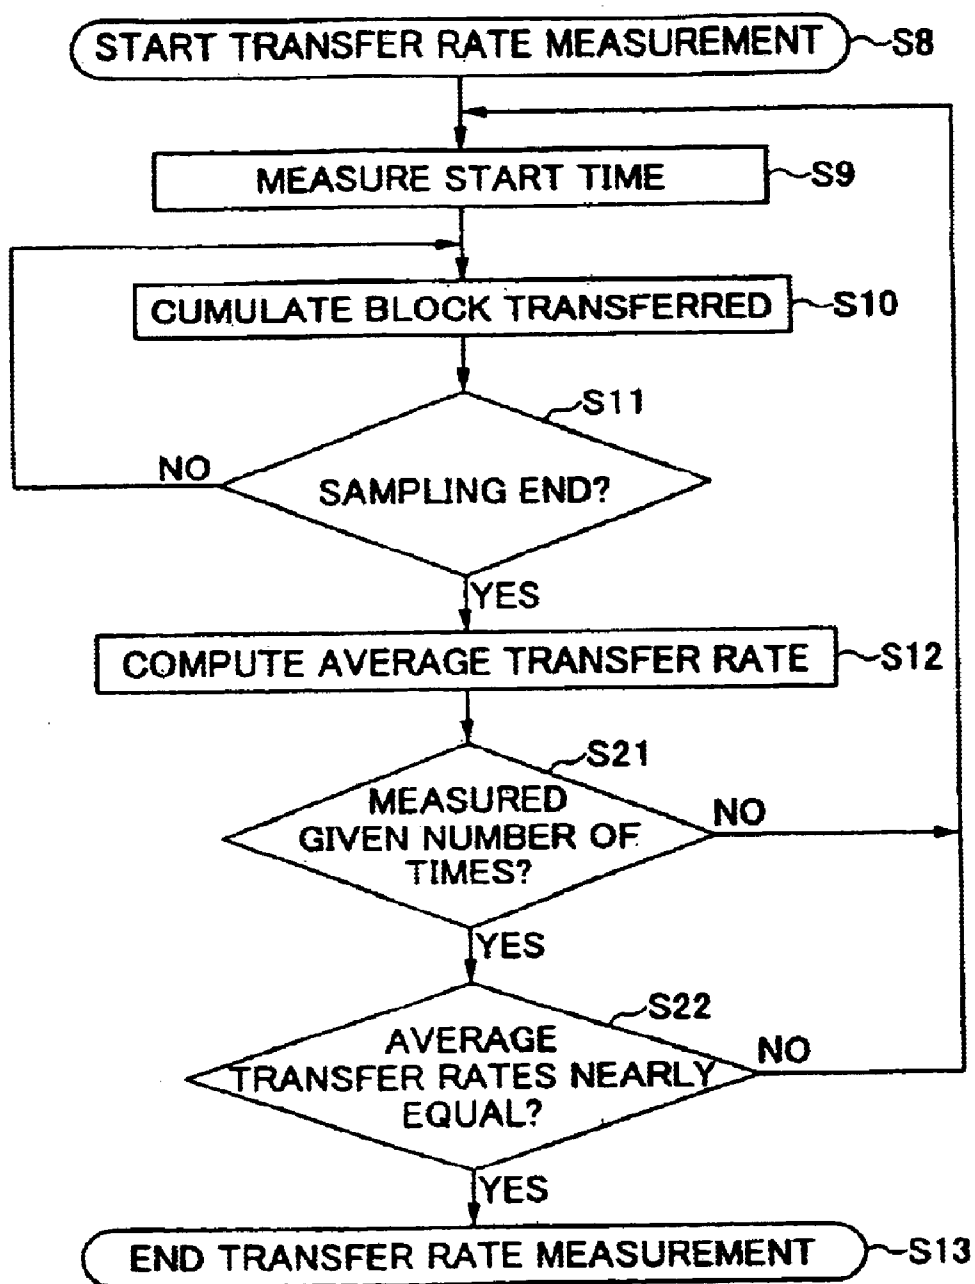 START TRANSFER RATE MEASUREMENT S8
MEASURE START TIME S9
CUMULATE BLOCK TRANSFERRED S10
S11
NO
SAMPLING END?
YES
COMPUTE AVERAGE TRANSFER RATE S12
S21
MEASURED
GIVEN NUMBER OF
TIMES?
NO
YES
S22
AVERAGE
TRANSFER RATES NEARLY
EQUAL?
NO
YES
END TRANSFER RATE MEASUREMENT S13